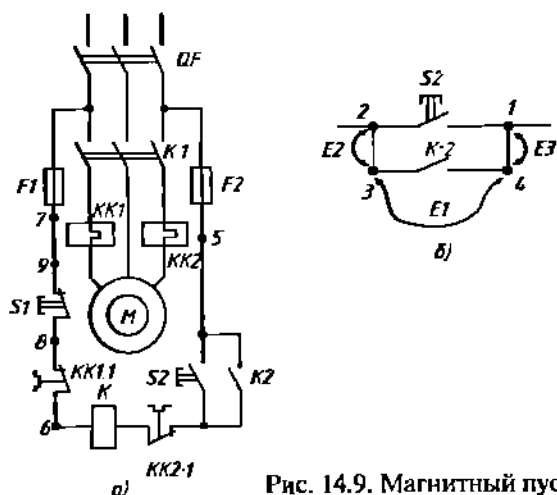 QF
S2
2
1
E2
K·2
E3
3
4
E1
б)
K1
F1
F2
KK1
7
KK2
5
9
M
S1
8
KK1.1
S2
K2
K
6
KK2·1
а)
Рис. 14.9. Магнитный пус